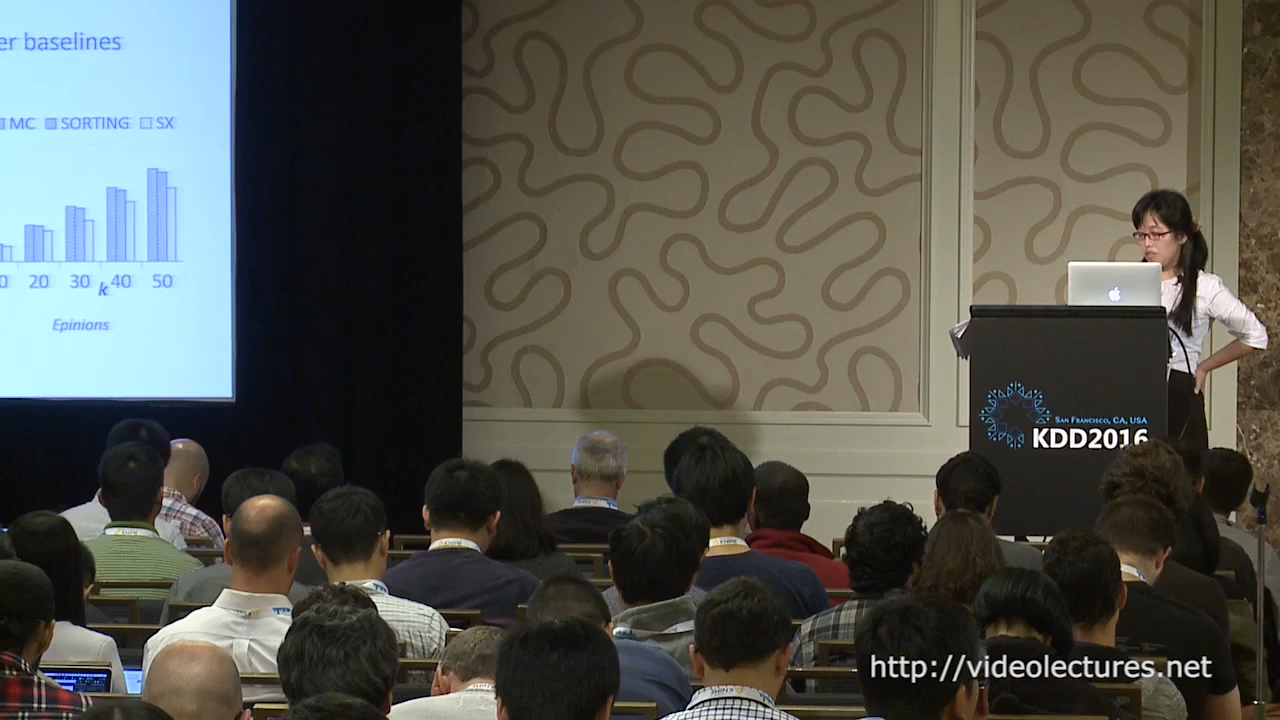 er baselines
MC SORTING SX
20 30 40 50
k
Epinions
San Francisco, CA, USA
KDD2016
http://videolectures.net